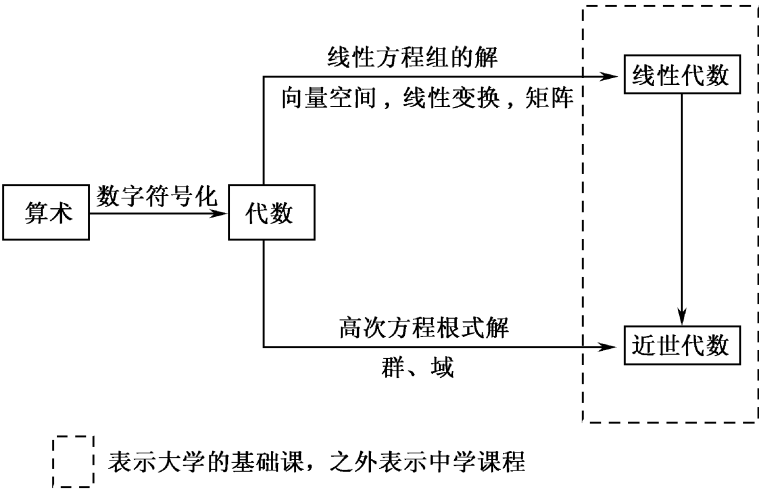 线性方程组的解
线性代数
向量空间，线性变换，矩阵
数字符号化
算术
代数
高次方程根式解
近世代数
群、域
表示大学的基础课，之外表示中学课程